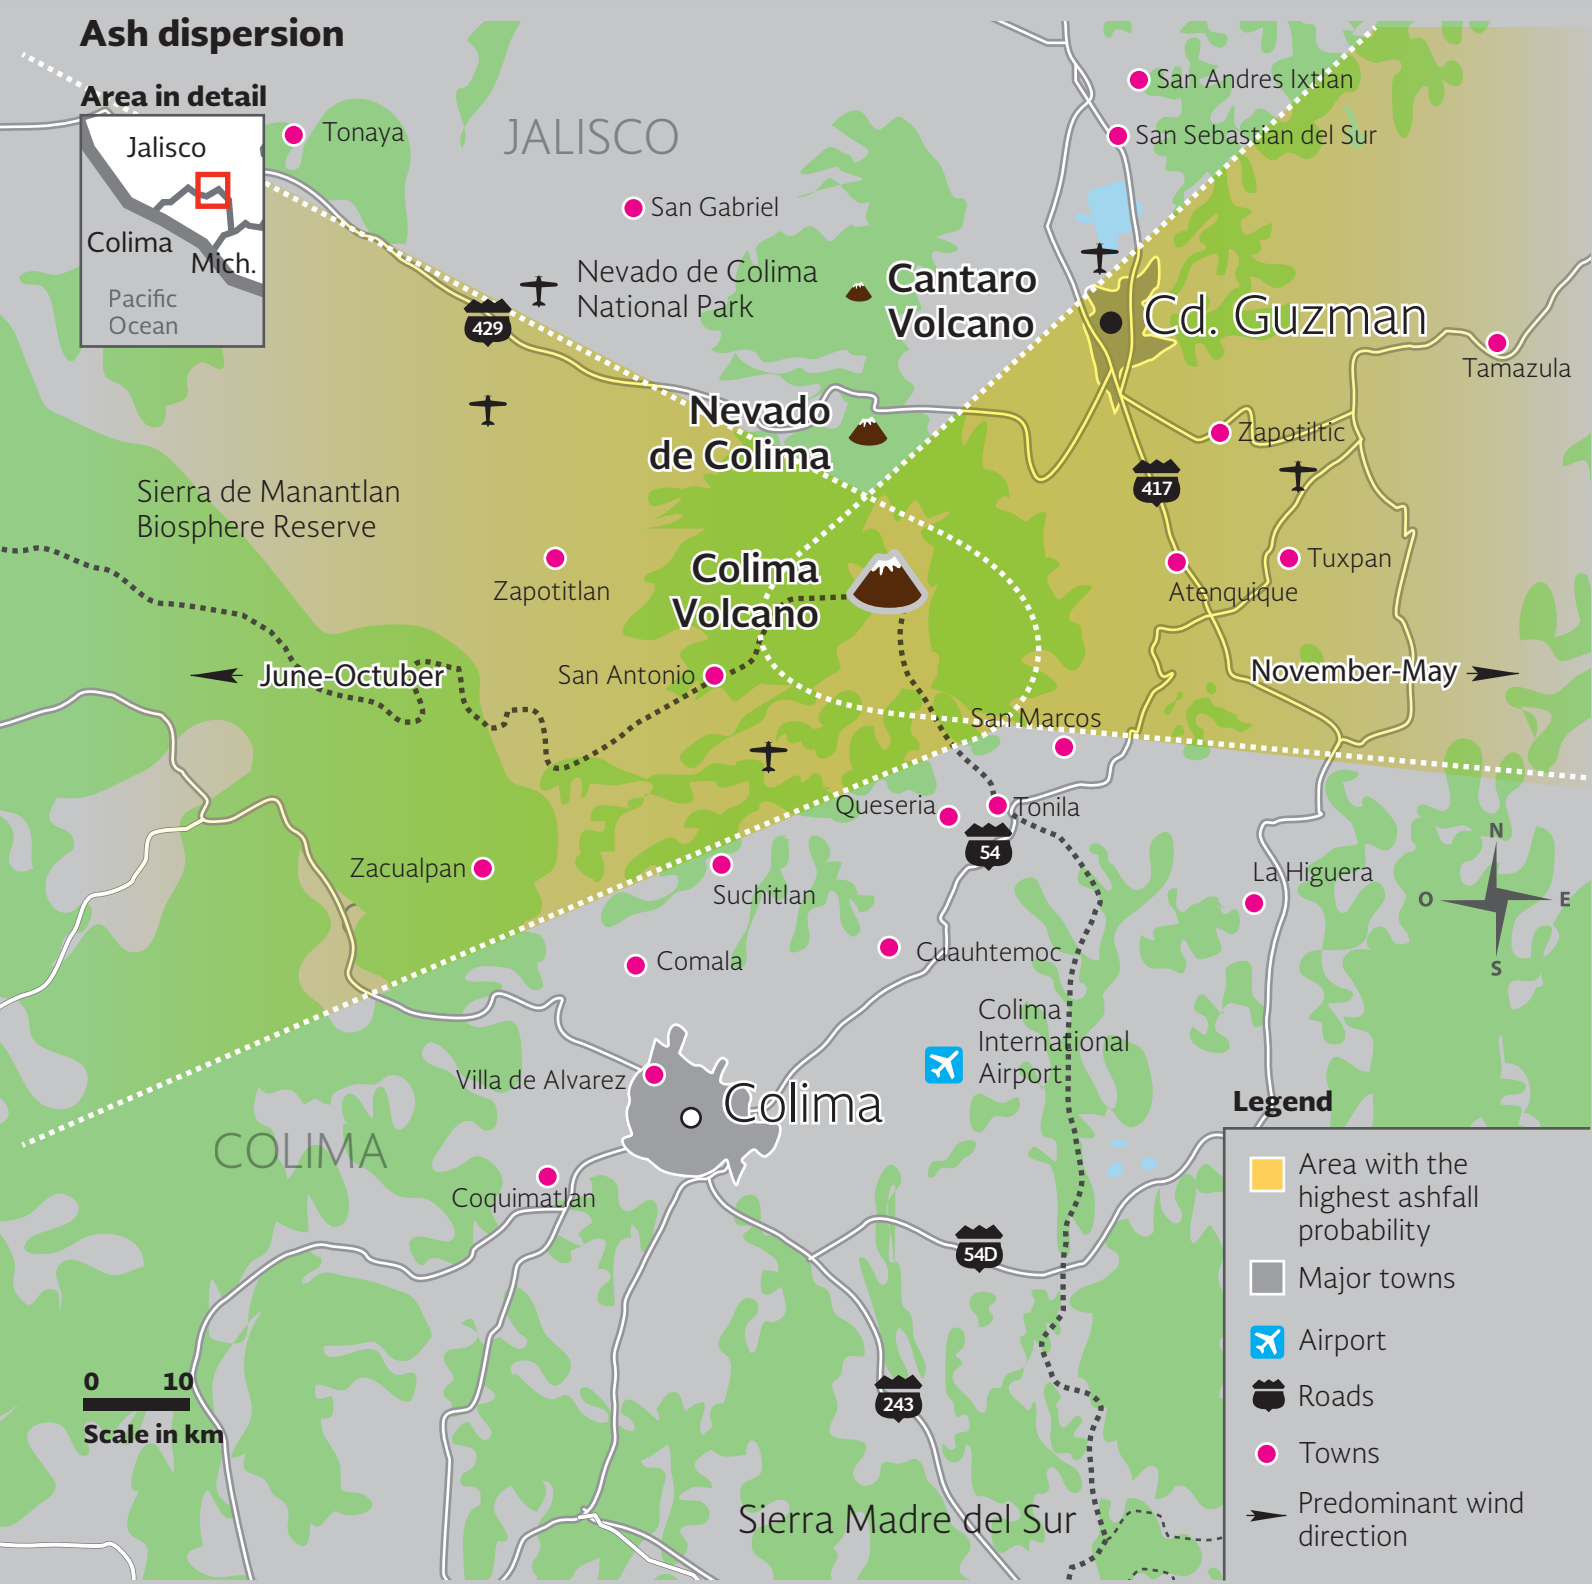 Ash dispersion
Area in detail
Jalisco
Colima
Mich.
Pacific
Ocean
Tonaya
JALISCO
San Andres Ixtlan
San Sebastian del Sur
San Gabriel
Nevado de Colima
National Park
Cantaro
Volcano
Cd. Guzman
429
Tamazula
Nevado
de Colima
Zapotiltic
417
Sierra de Manantlan
Biosphere Reserve
Zapotitlan
Colima
Volcano
Tuxpan
Atenquique
June-Octuber
San Antonio
November-May
San Marcos
Queseria
Tonila
54
Zacualpan
Suchitlan
La Higuera
N
O
E
S
Comala
Cuauhtemoc
Colima
International
Airport
Villa de Alvarez
Colima
COLIMA
Coquimatlan
54D
243
Sierra Madre del Sur
0 10
Scale in km
Legend
Area with the
highest ashfall
probability
Major towns
Airport
Roads
Towns
Predominant wind
direction